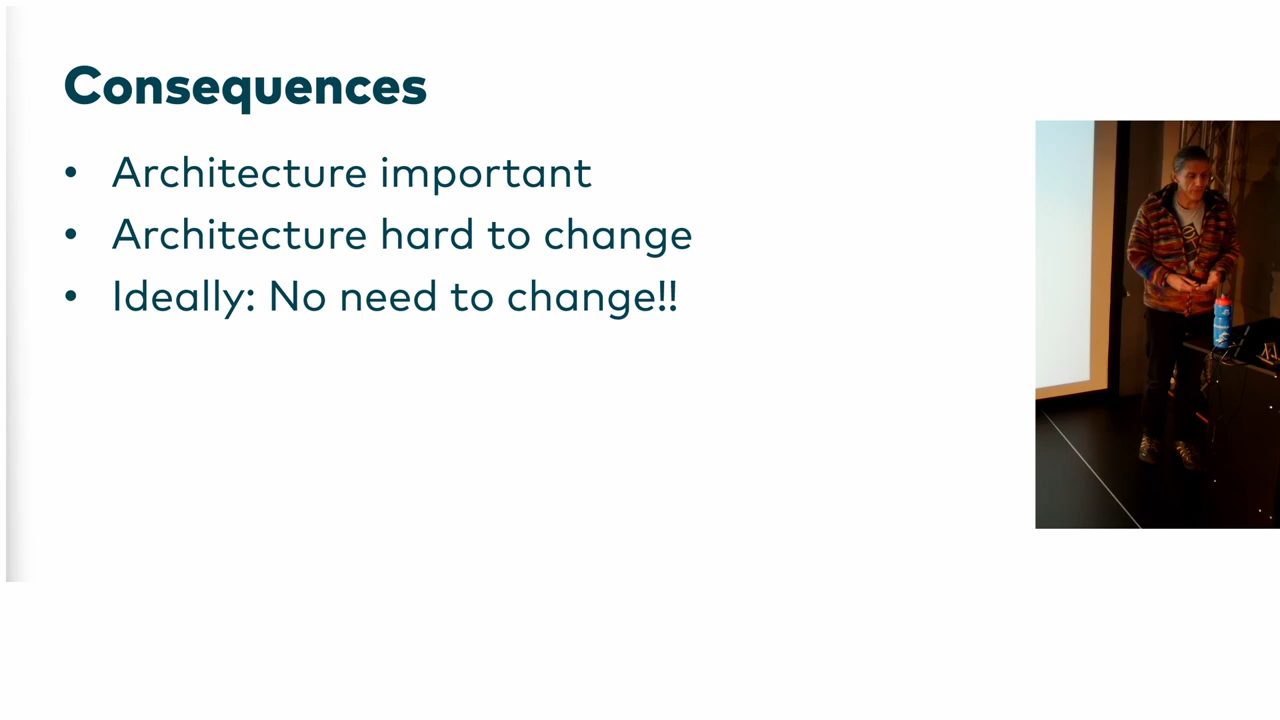 Consequences
• Architecture important
• Architecture hard to change
• Ideally: No need to change!!